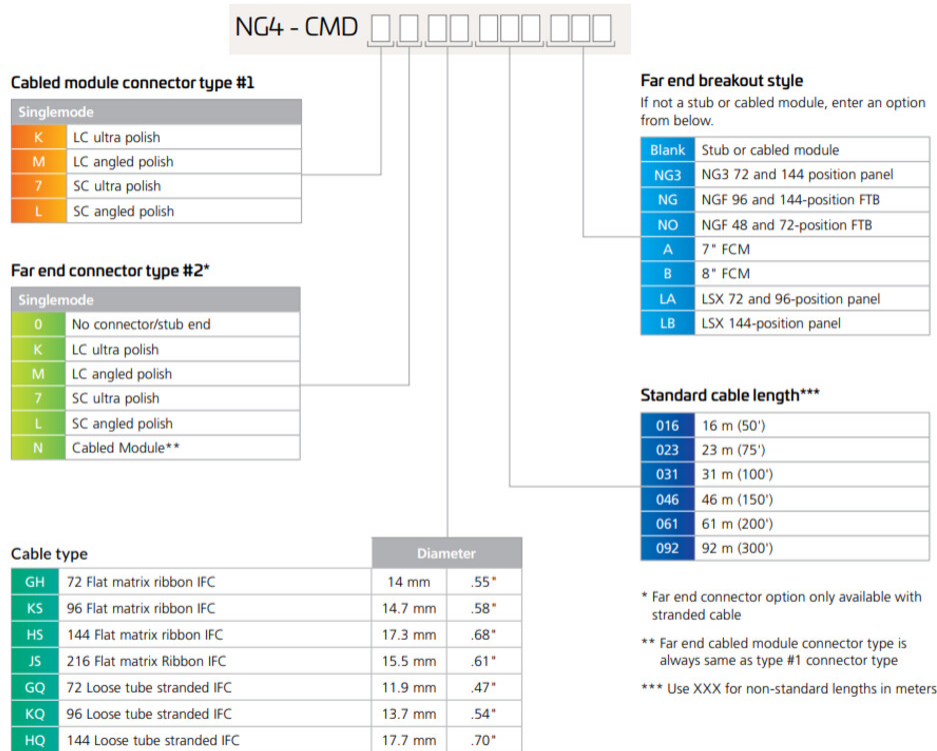 NG4 - CMD
Cabled module connector type #1
Singlemode
K LC ultra polish
M LC angled polish
7 SC ultra polish
L SC angled polish
Far end connector type #2*
Singlemode
0 No connector/stub end
K LC ultra polish
M LC angled polish
7 SC ultra polish
L SC angled polish
N Cabled Module**
Cable type Diameter
GH 72 Flat matrix ribbon IFC 14 mm .55"
KS 96 Flat matrix ribbon IFC 14.7 mm .58"
HS 144 Flat matrix ribbon IFC 17.3 mm .68"
JS 216 Flat matrix Ribbon IFC 15.5 mm .61"
GQ 72 Loose tube stranded IFC 11.9 mm .47"
KQ 96 Loose tube stranded IFC 13.7 mm .54"
HQ 144 Loose tube stranded IFC 17.7 mm .70"
Far end breakout style
If not a stub or cabled module, enter an option
from below.
Blank Stub or cabled module
NG3 NG3 72 and 144 position panel
NG NGF 96 and 144-position FTB
NO NGF 48 and 72-position FTB
A 7" FCM
B 8" FCM
LA LSX 72 and 96-position panel
LB LSX 144-position panel
Standard cable length***
016 16 m (50')
023 23 m (75')
031 31 m (100')
046 46 m (150')
061 61 m (200')
092 92 m (300')
* Far end connector option only available with
stranded cable
** Far end cabled module connector type is
always same as type #1 connector type
*** Use XXX for non-standard lengths in meters